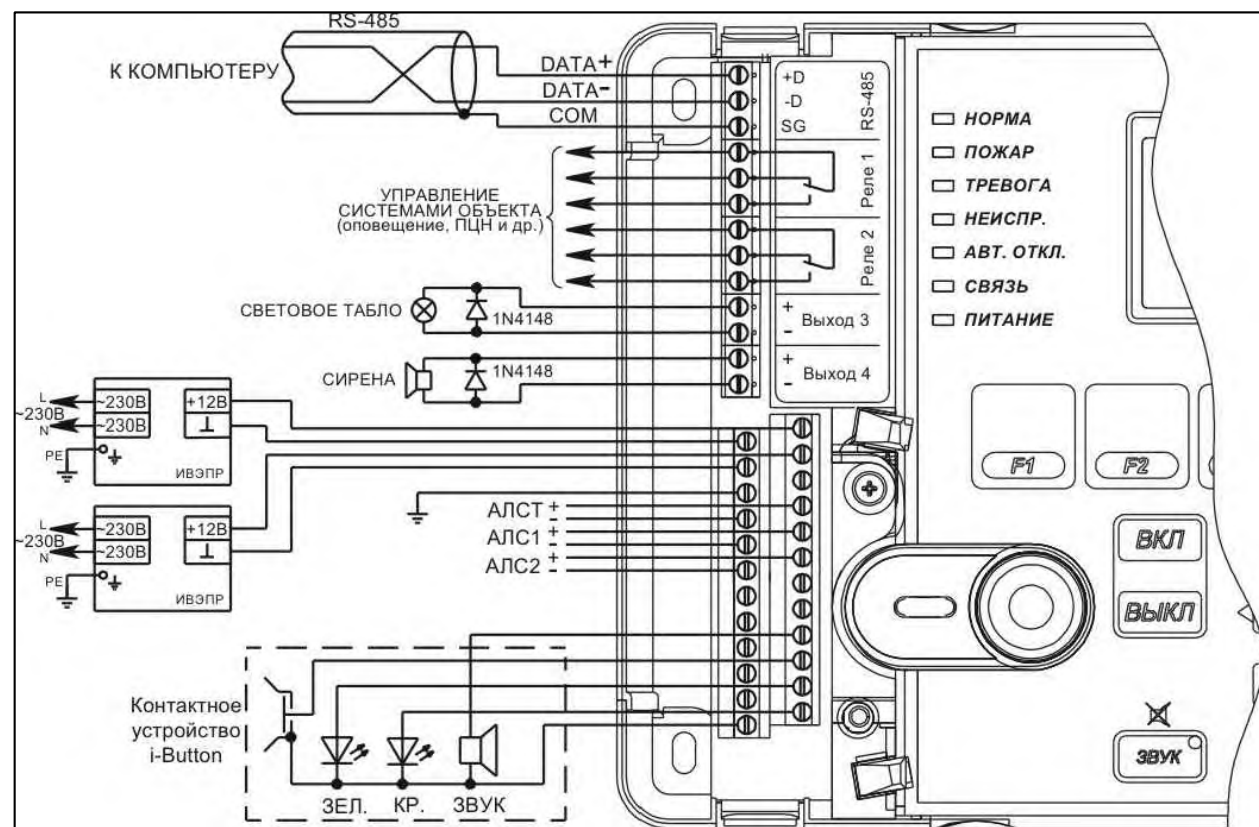 RS-485
К КОМПЬЮТЕРУ
DATA+
DATA-
COM
+D
-D
SG
RS-485
Реле 1
УПРАВЛЕНИЕ
СИСТЕМАМИ ОБЪЕКТА
(оповещение, ПЦН и др.)
Реле 2
СВЕТОВОЕ ТАБЛО
1N4148
+
-
Выход 3
СИРЕНА
1N4148
+
-
Выход 4
НОРМА
ПОЖАР
ТРЕВОГА
НЕИСПР.
АВТ. ОТКЛ.
СВЯЗЬ
ПИТАНИЕ
L
~230В
N
PE
~230В
~230В
+12В
ИВЭПР
L
~230В
N
PE
~230В
~230В
+12В
ИВЭПР
АЛСТ + -
АЛС1 + -
АЛС2 + -
F1
F2
ВКЛ
ВЫКЛ
ЗВУК
Контактное
устройство
i-Button
ЗЕЛ.
КР.
ЗВУК